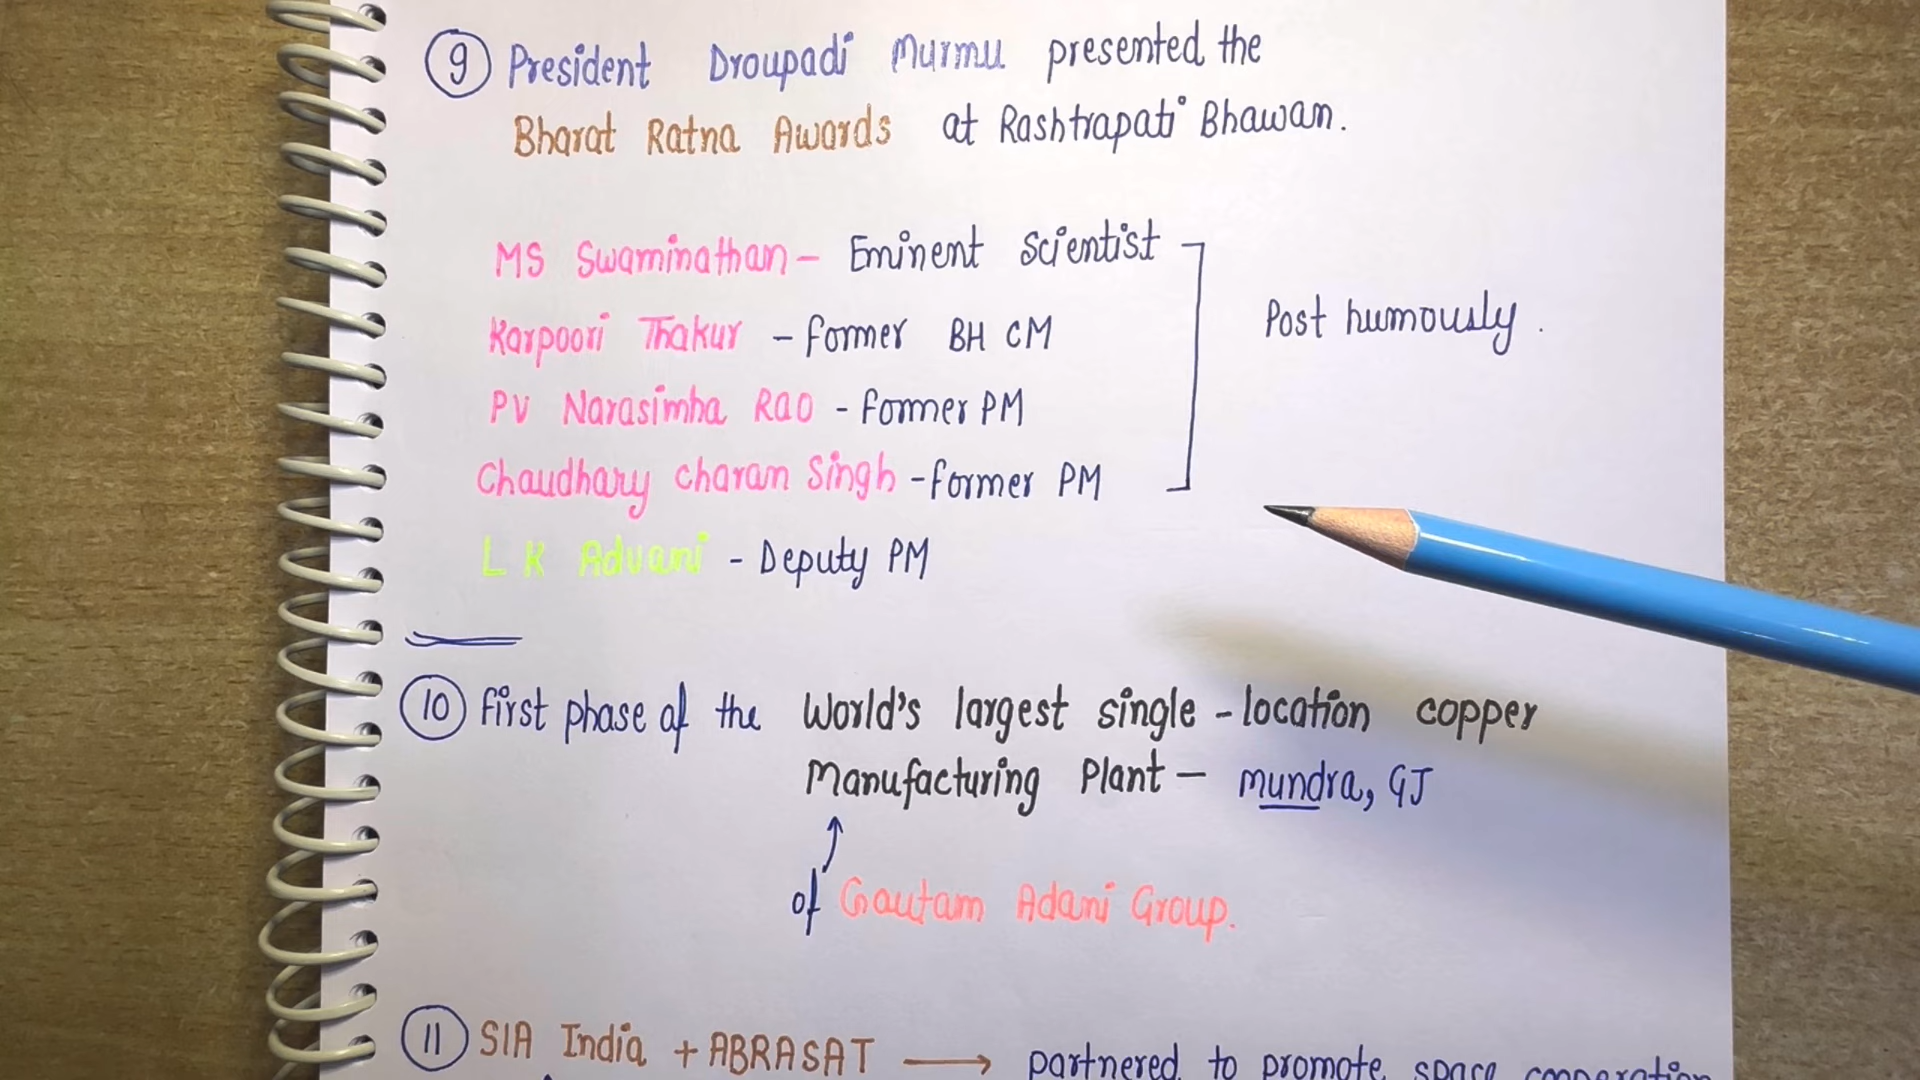 9 President Droupadi Murmu presented the
Bharat Ratna Awards at Rashtrapati Bhawan.
MS Swaminathan - Eminent Scientist
Karpoori Thakur - former BH CM
Post humously.
PV Narasimha Rao - former PM
Chaudhary Charan Singh - former PM
L K Advani - Deputy PM
10 first phase of the World's largest single-location copper
Manufacturing Plant - mundra, GJ
of Gautam Adani Group.
11 SIA India + ABRASAT → partnered to promote space cooperation